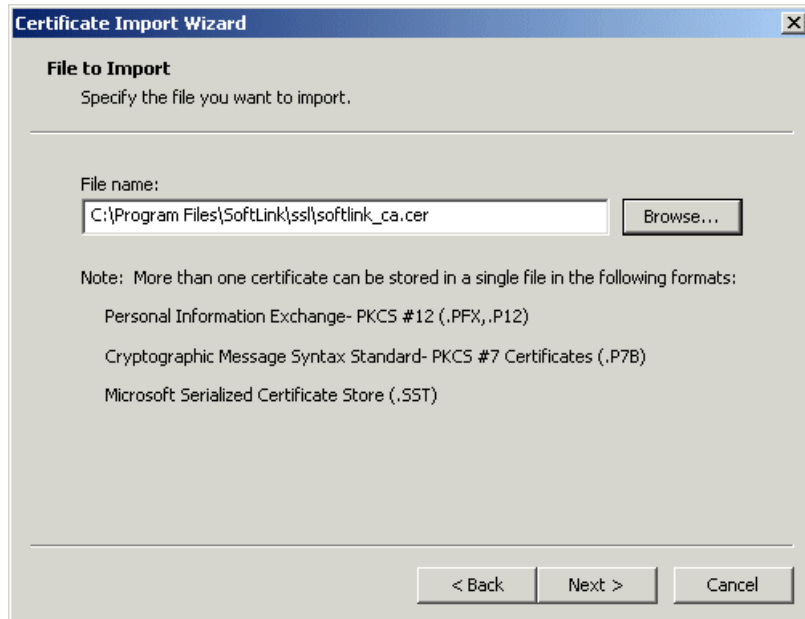 Certificate Import Wizard
File to Import
Specify the file you want to import.
File name:
C:\Program Files\SoftLink\ssl\softlink_ca.cer Browse...
Note: More than one certificate can be stored in a single file in the following formats:
Personal Information Exchange- PKCS #12 (.PFX,.P12)
Cryptographic Message Syntax Standard- PKCS #7 Certificates (.P7B)
Microsoft Serialized Certificate Store (.SST)
< Back Next > Cancel